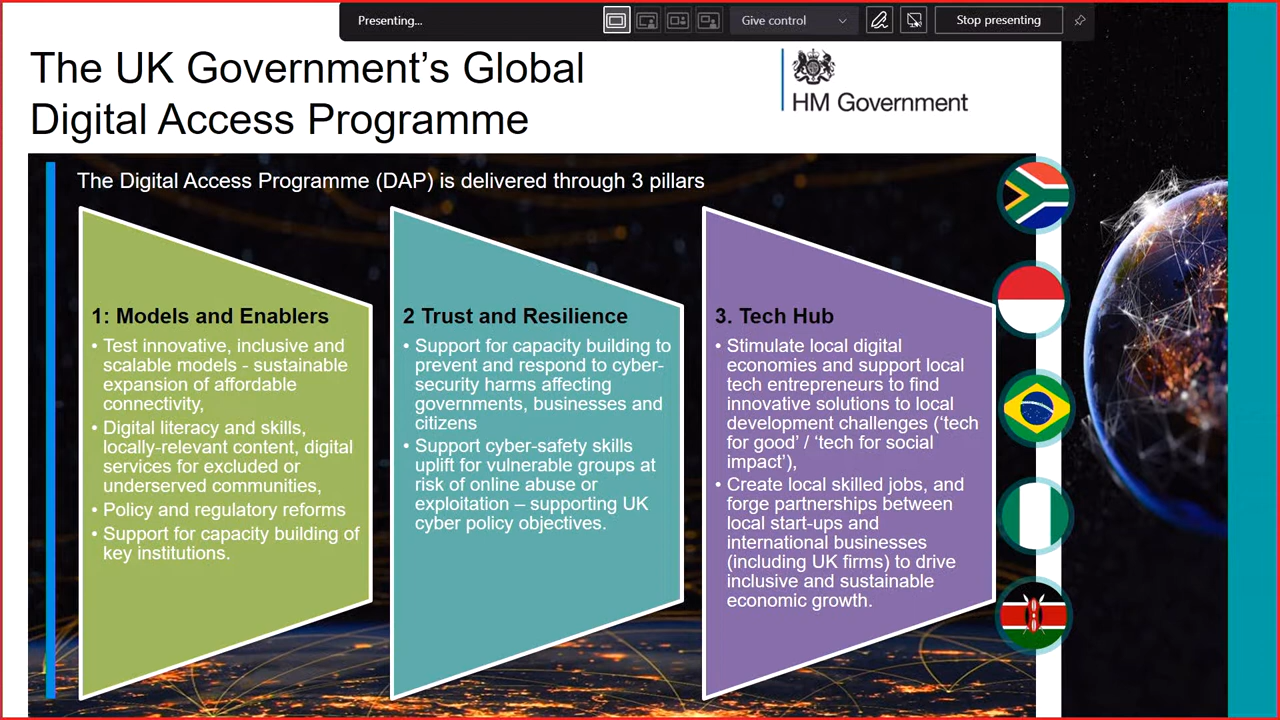 Presenting...
Give control
Stop presenting
The UK Government’s Global
Digital Access Programme
HM Government
The Digital Access Programme (DAP) is delivered through 3 pillars
1: Models and Enablers
• Test innovative, inclusive and
scalable models - sustainable
expansion of affordable
connectivity,
• Digital literacy and skills,
locally-relevant content, digital
services for excluded or
underserved communities,
• Policy and regulatory reforms
• Support for capacity building of
key institutions.
2 Trust and Resilience
• Support for capacity building to
prevent and respond to cyber-
security harms affecting
governments, businesses and
citizens
• Support cyber-safety skills
uplift for vulnerable groups at
risk of online abuse or
exploitation – supporting UK
cyber policy objectives.
3. Tech Hub
• Stimulate local digital
economies and support local
tech entrepreneurs to find
innovative solutions to local
development challenges (‘tech
for good’ / ‘tech for social
impact’),
• Create local skilled jobs, and
forge partnerships between
local start-ups and
international businesses
(including UK firms) to drive
inclusive and sustainable
economic growth.